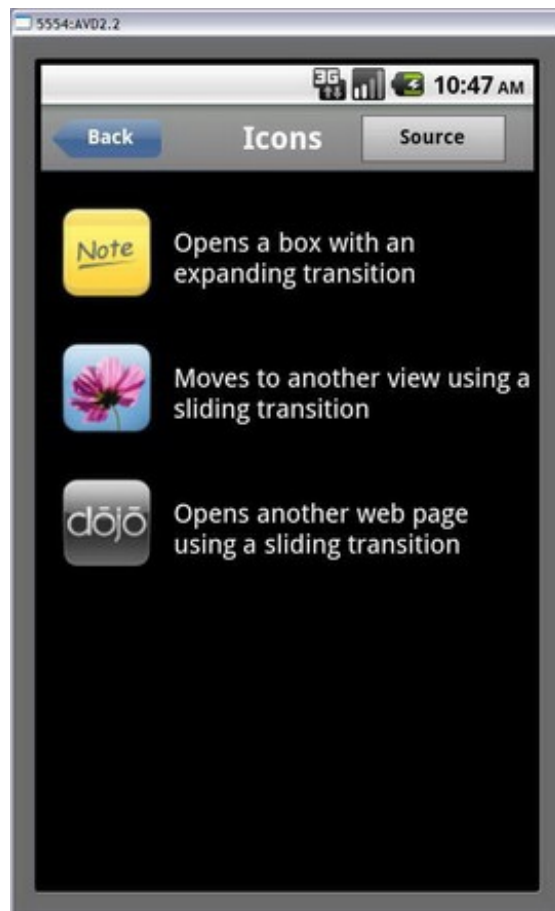 5554:AVD2.2
3G
10:47 AM
Back
Icons
Source
Note
Opens a box with an
expanding transition
Moves to another view using a
sliding transition
dōjō
Opens another web page
using a sliding transition